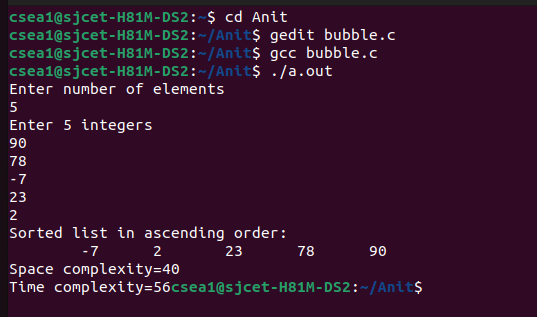 csea1@sjcet-H81M-DS2:~$ cd Anit
csea1@sjcet-H81M-DS2:~/Anit$ gedit bubble.c
csea1@sjcet-H81M-DS2:~/Anit$ gcc bubble.c
csea1@sjcet-H81M-DS2:~/Anit$ ./a.out
Enter number of elements
5
Enter 5 integers
90
78
-7
23
2
Sorted list in ascending order:
-7 2 23 78 90
Space complexity=40
Time complexity=56csea1@sjcet-H81M-DS2:~/Anit$